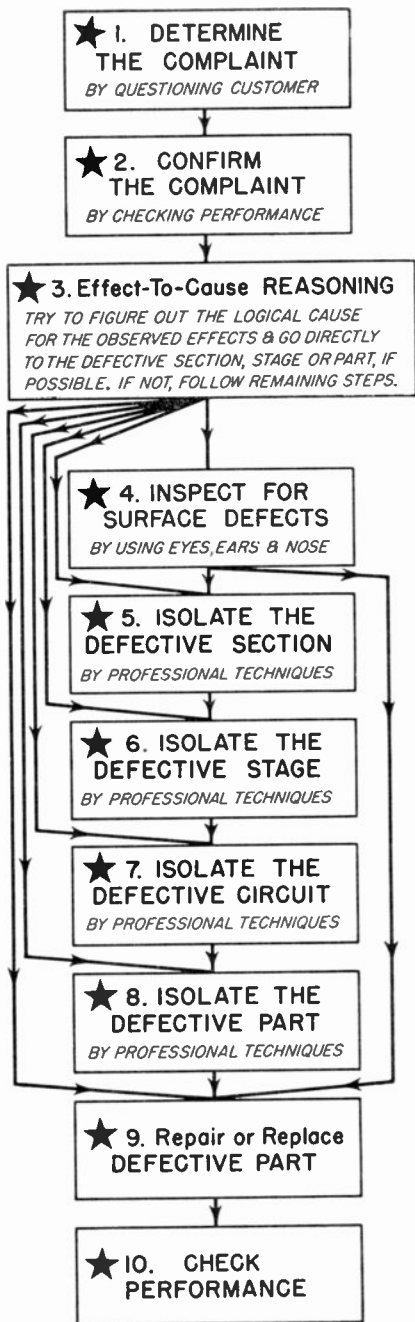 ★ 1. DETERMINE
THE COMPLAINT
BY QUESTIONING CUSTOMER
★ 2. CONFIRM
THE COMPLAINT
BY CHECKING PERFORMANCE
★ 3. Effect-To-Cause REASONING
TRY TO FIGURE OUT THE LOGICAL CAUSE
FOR THE OBSERVED EFFECTS & GO DIRECTLY
TO THE DEFECTIVE SECTION, STAGE OR PART, IF
POSSIBLE. IF NOT, FOLLOW REMAINING STEPS.
★ 4. INSPECT FOR
SURFACE DEFECTS
BY USING EYES, EARS & NOSE
★ 5. ISOLATE THE
DEFECTIVE SECTION
BY PROFESSIONAL TECHNIQUES
★ 6. ISOLATE THE
DEFECTIVE STAGE
BY PROFESSIONAL TECHNIQUES
★ 7. ISOLATE THE
DEFECTIVE CIRCUIT
BY PROFESSIONAL TECHNIQUES
★ 8. ISOLATE THE
DEFECTIVE PART
BY PROFESSIONAL TECHNIQUES
★ 9. Repair or Replace
DEFECTIVE PART
★ 10. CHECK
PERFORMANCE